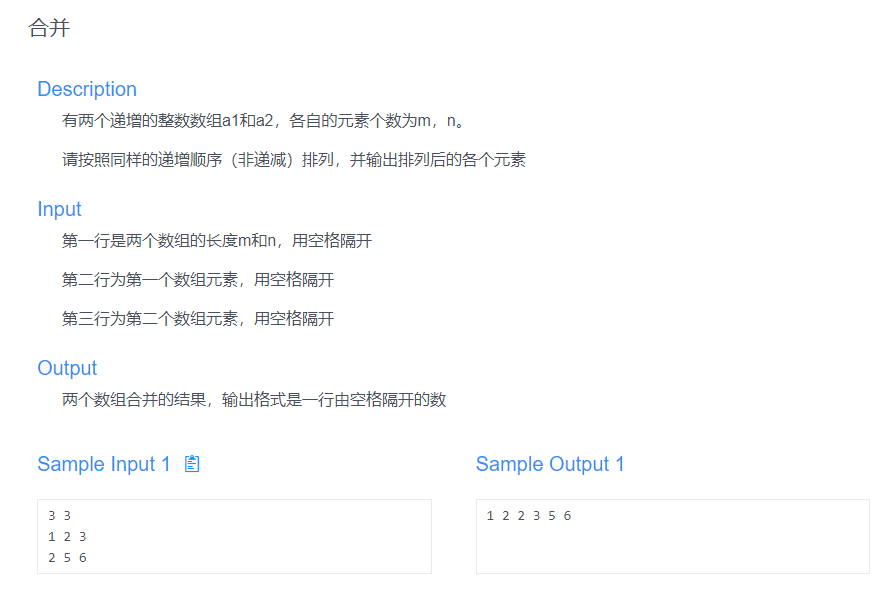 合并
Description
有两个递增的整数数组a1和a2，各自的元素个数为m，n。
请按照同样的递增顺序（非递减）排列，并输出排列后的各个元素
Input
第一行是两个数组的长度m和n，用空格隔开
第二行为第一个数组元素，用空格隔开
第三行为第二个数组元素，用空格隔开
Output
两个数组合并的结果，输出格式是一行由空格隔开的数
Sample Input 1
3 3
1 2 3
2 5 6
Sample Output 1
1 2 2 3 5 6